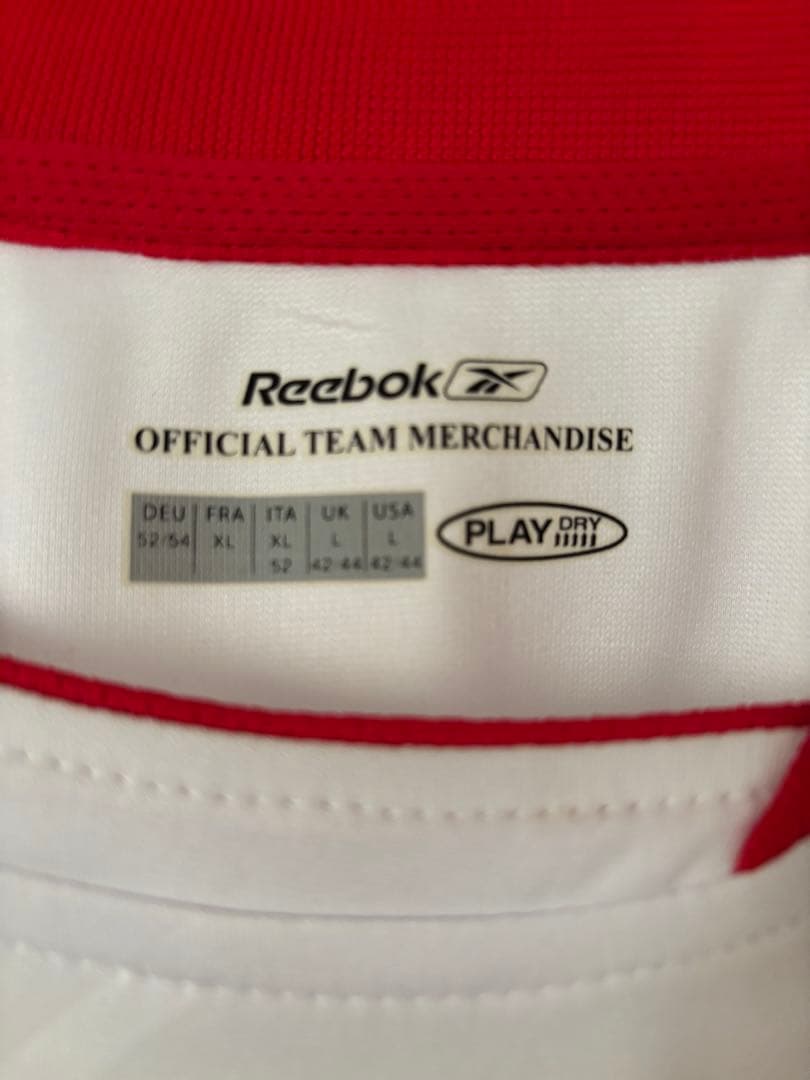 Reebok
OFFICIAL TEAM MERCHANDISE
DEU FRA ITA UK USA
52/54 XL XL L L
52 42-44 42-44
PLAY DRY